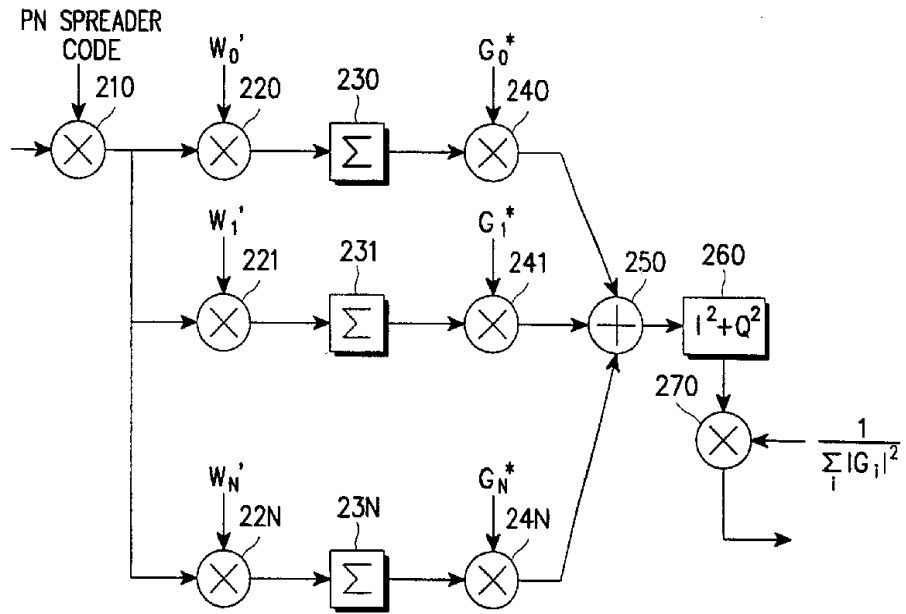 PN SPREADER
CODE
210
W0'
220
230
G0*
240
W1'
221
231
G1*
241
250
260
I²+Q²
270
1
Σi |Gi|²
WN'
22N
23N
GN*
24N
Σ
Σ
Σ